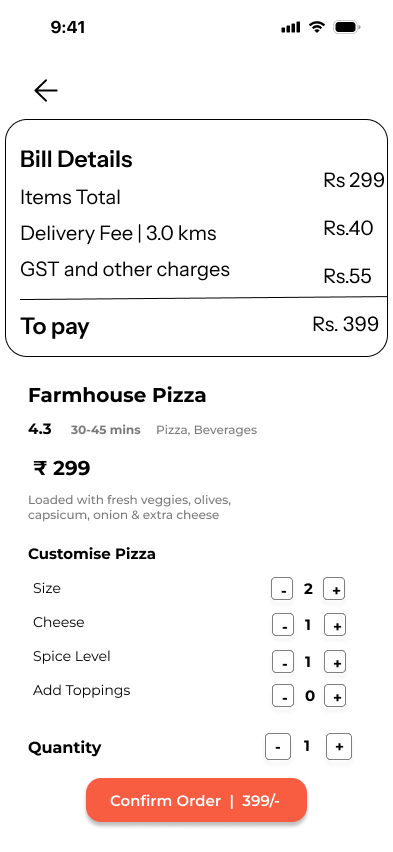 9:41
Bill Details
Items Total Rs 299
Delivery Fee | 3.0 kms Rs.40
GST and other charges Rs.55
To pay Rs. 399
Farmhouse Pizza
4.3 30-45 mins Pizza, Beverages
₹ 299
Loaded with fresh veggies, olives,
capsicum, onion & extra cheese
Customise Pizza
Size - 2 +
Cheese - 1 +
Spice Level - 1 +
Add Toppings - 0 +
Quantity - 1 +
Confirm Order | 399/-